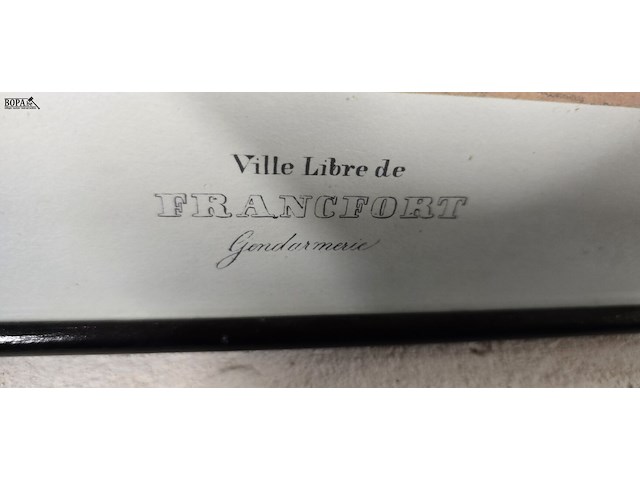 BOPA
Ville Libre de
FRANCFORT
Gendarmerie